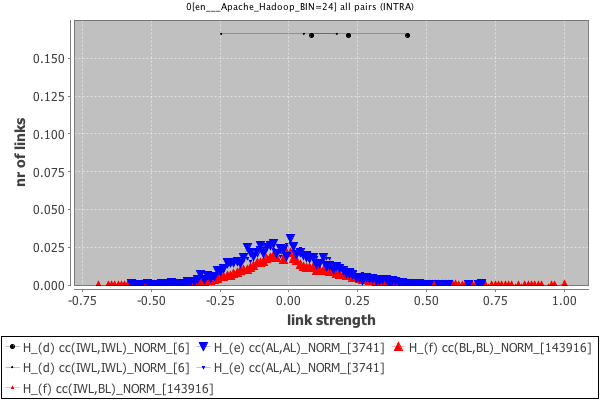 0[en___Apache_Hadoop_BIN=24] all pairs (INTRA)
nr of links
0.150
0.125
0.100
0.075
0.050
0.025
0.000
-0.75 -0.50 -0.25 0.00 0.25 0.50 0.75 1.00
link strength
H_(d) cc(IWL,IWL)_NORM_[6] H_(e) cc(AL,AL)_NORM_[3741] H_(f) cc(BL,BL)_NORM_[143916]
H_(d) cc(IWL,IWL)_NORM_[6] H_(e) cc(AL,AL)_NORM_[3741]
H_(f) cc(IWL,BL)_NORM_[143916]